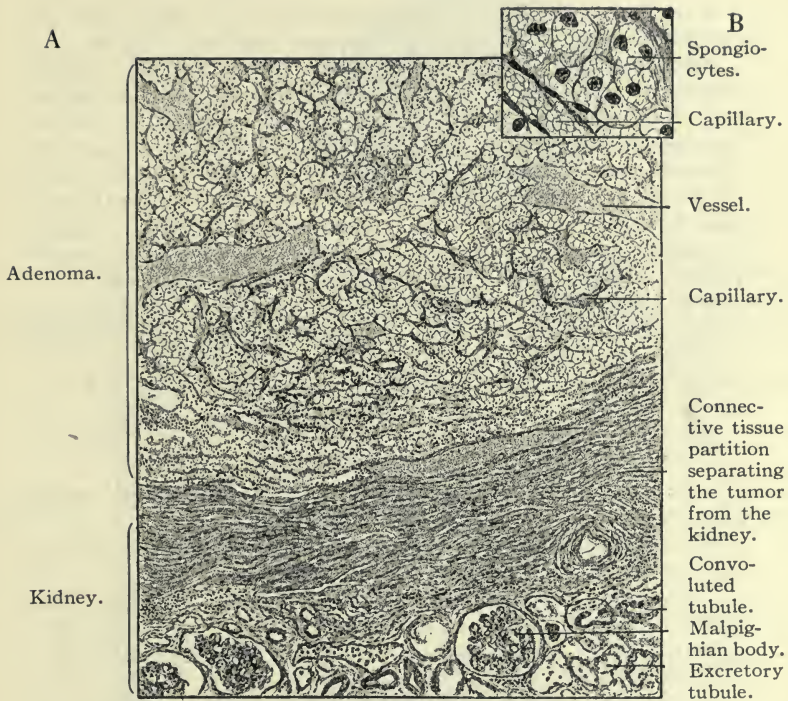 A
B
Spongio-
cytes.
Capillary.
Vessel.
Adenoma.
Capillary.
Connec-
tive tissue
partition
separating
the tumor
from the
kidney.
Kidney.
Convo-
luted
tubule.
Malpig-
hian body.
Excretory
tubule.